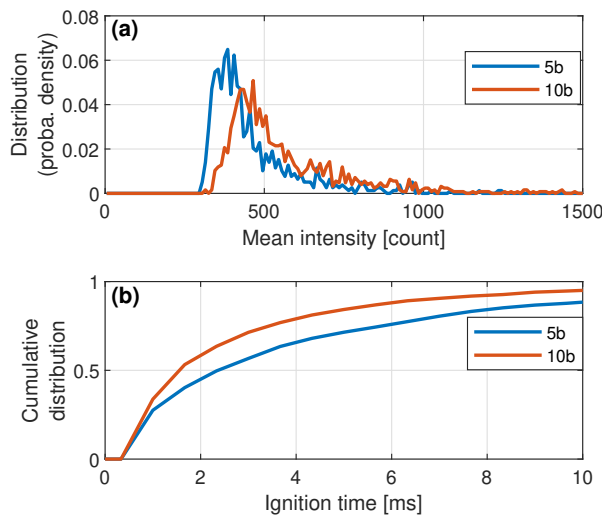 (a)
Distribution
(proba. density)
0.08
0.06
0.04
0.02
0
5b
10b
0 500 1000 1500
Mean intensity [count]
(b)
Cumulative
distribution
1
0.5
0
5b
10b
0 2 4 6 8 10
Ignition time [ms]